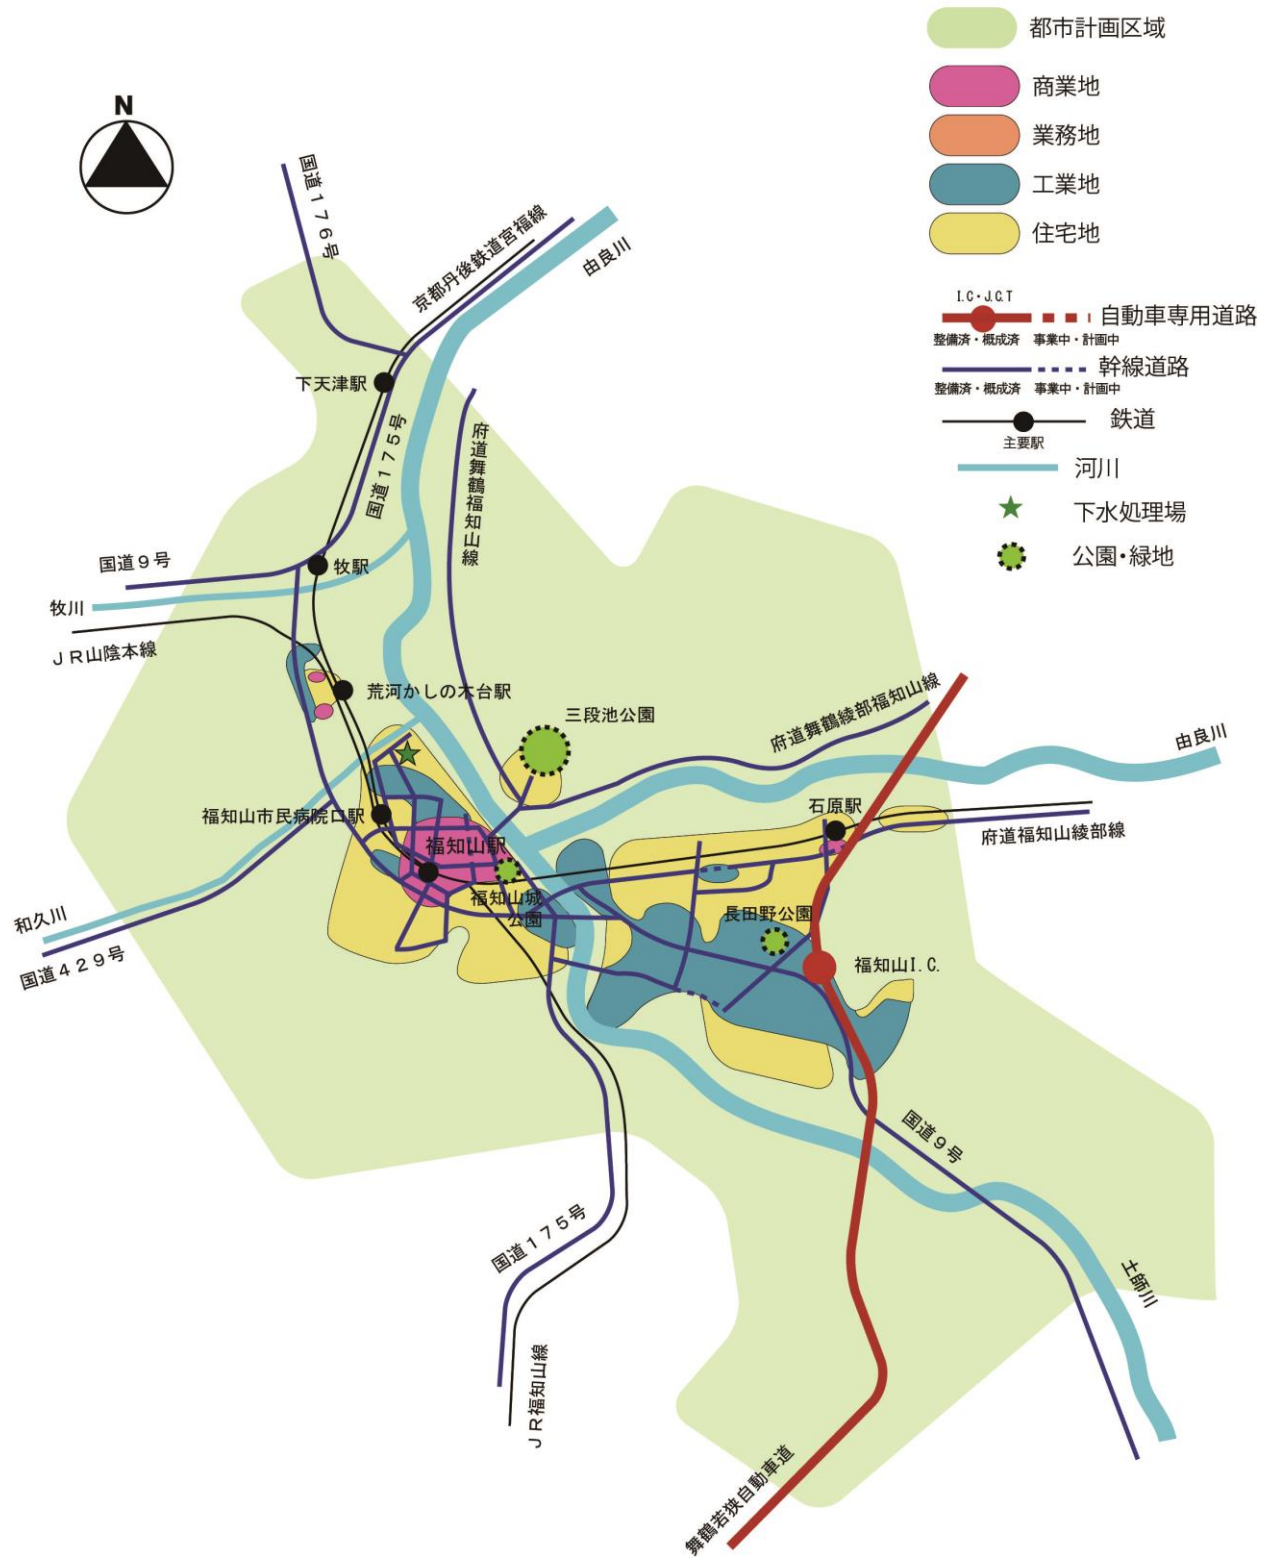 都市計画区域
商業地
業務地
工業地
住宅地
I.C・J.C.T
自動車専用道路
整備済・概成済 事業中・計画中
幹線道路
整備済・概成済 事業中・計画中
鉄道
主要駅
河川
下水処理場
公園・緑地
N
国道176号
京都丹後鉄道宮福線
由良川
下天津駅
国道175号
府道舞鶴福知山線
国道9号
牧駅
牧川
JR山陰本線
荒河かしの木台駅
三段池公園
府道舞鶴綾部福知山線
由良川
福知山市民病院口駅
石原駅
府道福知山綾部線
福知山駅
福知山城
公園
長田野公園
和久川
国道429号
福知山I.C.
国道9号
国道175号
土師川
JR福知山線
舞鶴若狭自動車道